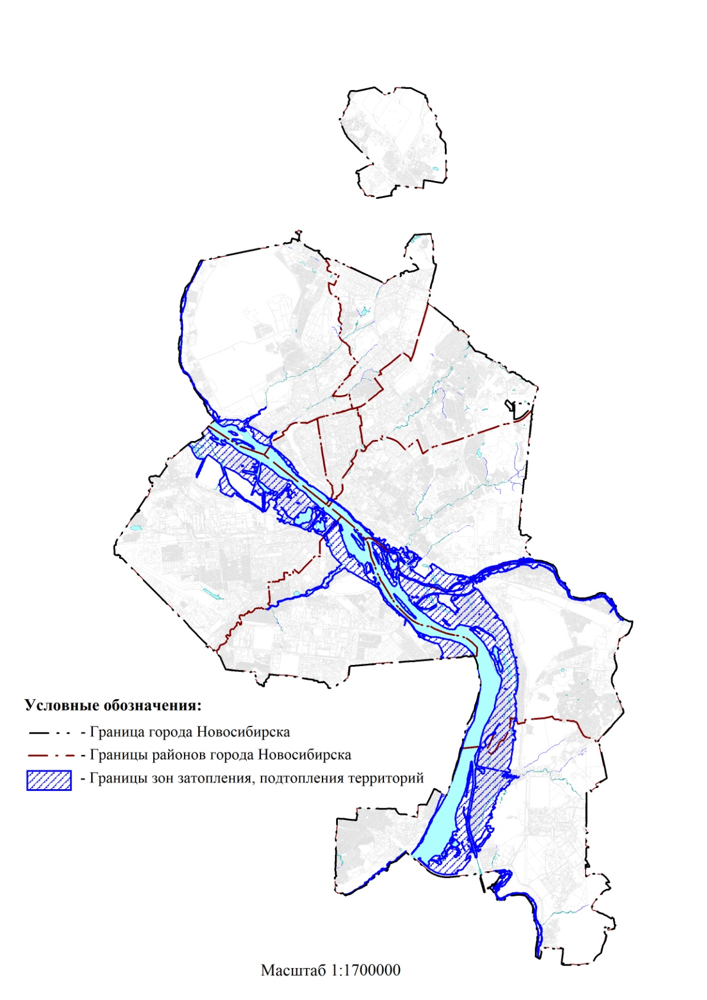 Условные обозначения:
- Граница города Новосибирска
- Границы районов города Новосибирска
- Границы зон затопления, подтопления территорий
Масштаб 1:1700000